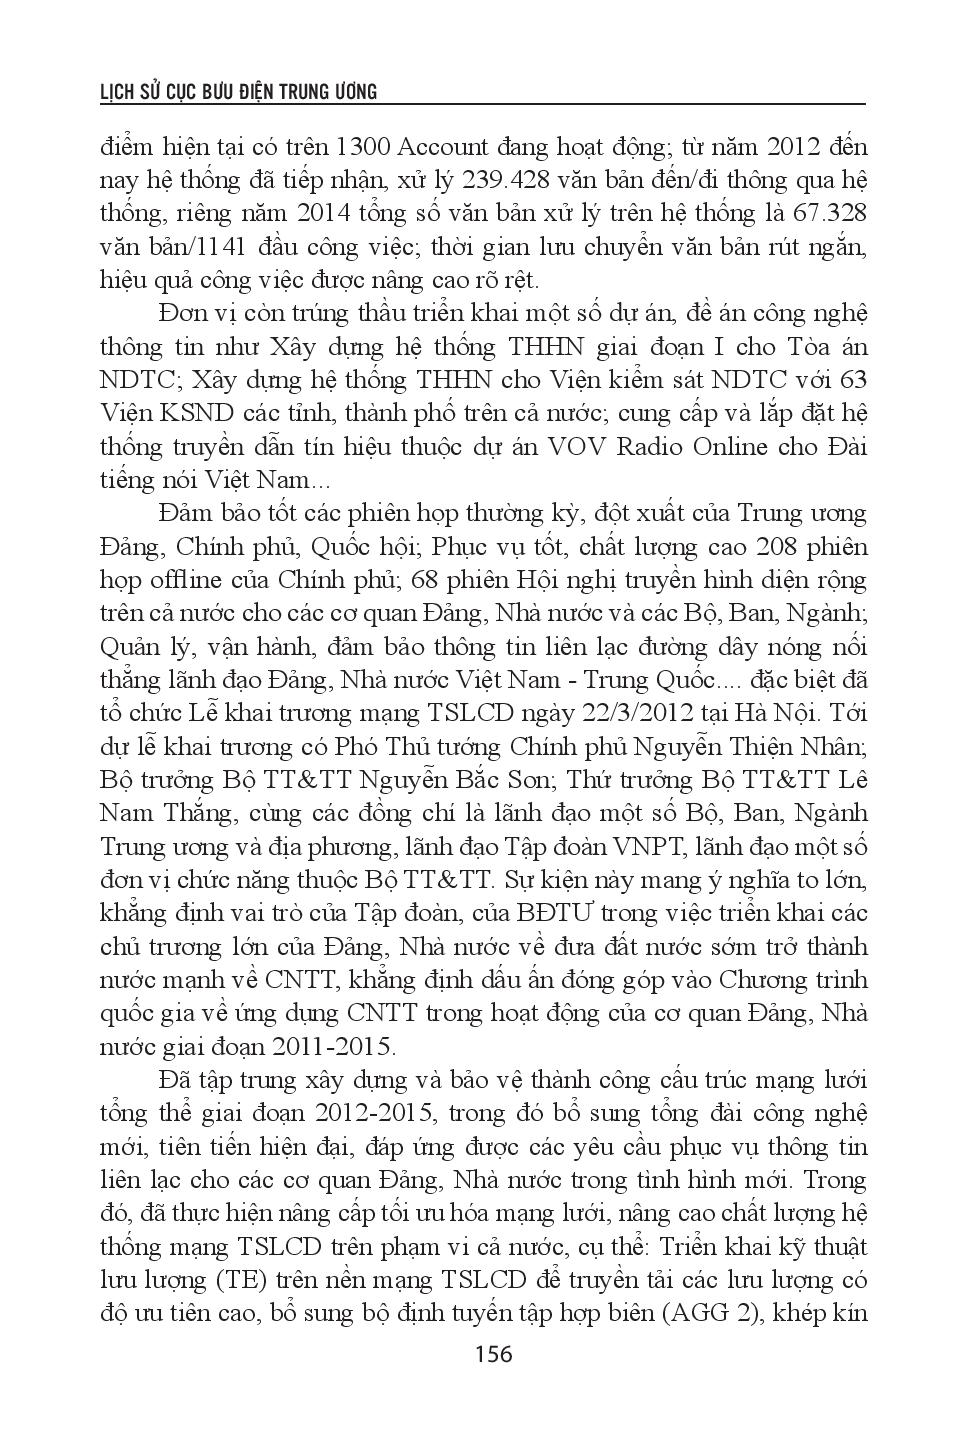 LỊCH SỬ CỤC BƯU ĐIỆN TRUNG ƯƠNG
điểm hiện tại có trên 1300 Account đang hoạt động; từ năm 2012 đến
nay hệ thống đã tiếp nhận, xử lý 239.428 văn bản đến/đi thông qua hệ
thống, riêng năm 2014 tổng số văn bản xử lý trên hệ thống là 67.328
văn bản/1141 đầu công việc; thời gian lưu chuyển văn bản rút ngắn,
hiệu quả công việc được nâng cao rõ rệt.
Đơn vị còn trúng thầu triển khai một số dự án, đề án công nghệ
thông tin như Xây dựng hệ thống THHN giai đoạn I cho Tòa án
NDTC; Xây dựng hệ thống THHN cho Viện kiểm sát NDTC với 63
Viện KSND các tỉnh, thành phố trên cả nước; cung cấp và lắp đặt hệ
thống truyền dẫn tín hiệu thuộc dự án VOV Radio Online cho Đài
tiếng nói Việt Nam...
Đảm bảo tốt các phiên họp thường kỳ, đột xuất của Trung ương
Đảng, Chính phủ, Quốc hội; Phục vụ tốt, chất lượng cao 208 phiên
họp offline của Chính phủ; 68 phiên Hội nghị truyền hình diện rộng
trên cả nước cho các cơ quan Đảng, Nhà nước và các Bộ, Ban, Ngành;
Quản lý, vận hành, đảm bảo thông tin liên lạc đường dây nóng nối
thẳng lãnh đạo Đảng, Nhà nước Việt Nam - Trung Quốc.... đặc biệt đã
tổ chức Lễ khai trương mạng TSLCD ngày 22/3/2012 tại Hà Nội. Tới
dự lễ khai trương có Phó Thủ tướng Chính phủ Nguyễn Thiện Nhân;
Bộ trưởng Bộ TT&TT Nguyễn Bắc Son; Thứ trưởng Bộ TT&TT Lê
Nam Thắng, cùng các đồng chí là lãnh đạo một số Bộ, Ban, Ngành
Trung ương và địa phương, lãnh đạo Tập đoàn VNPT, lãnh đạo một số
đơn vị chức năng thuộc Bộ TT&TT. Sự kiện này mang ý nghĩa to lớn,
khẳng định vai trò của Tập đoàn, của BĐTƯ trong việc triển khai các
chủ trương lớn của Đảng, Nhà nước về đưa đất nước sớm trở thành
nước mạnh về CNTT, khẳng định dấu ấn đóng góp vào Chương trình
quốc gia về ứng dụng CNTT trong hoạt động của cơ quan Đảng, Nhà
nước giai đoạn 2011-2015.
Đã tập trung xây dựng và bảo vệ thành công cấu trúc mạng lưới
tổng thể giai đoạn 2012-2015, trong đó bổ sung tổng đài công nghệ
mới, tiên tiến hiện đại, đáp ứng được các yêu cầu phục vụ thông tin
liên lạc cho các cơ quan Đảng, Nhà nước trong tình hình mới. Trong
đó, đã thực hiện nâng cấp tối ưu hóa mạng lưới, nâng cao chất lượng hệ
thống mạng TSLCD trên phạm vi cả nước, cụ thể: Triển khai kỹ thuật
lưu lượng (TE) trên nền mạng TSLCD để truyền tải các lưu lượng có
độ ưu tiên cao, bổ sung bộ định tuyến tập hợp biên (AGG 2), khép kín
156